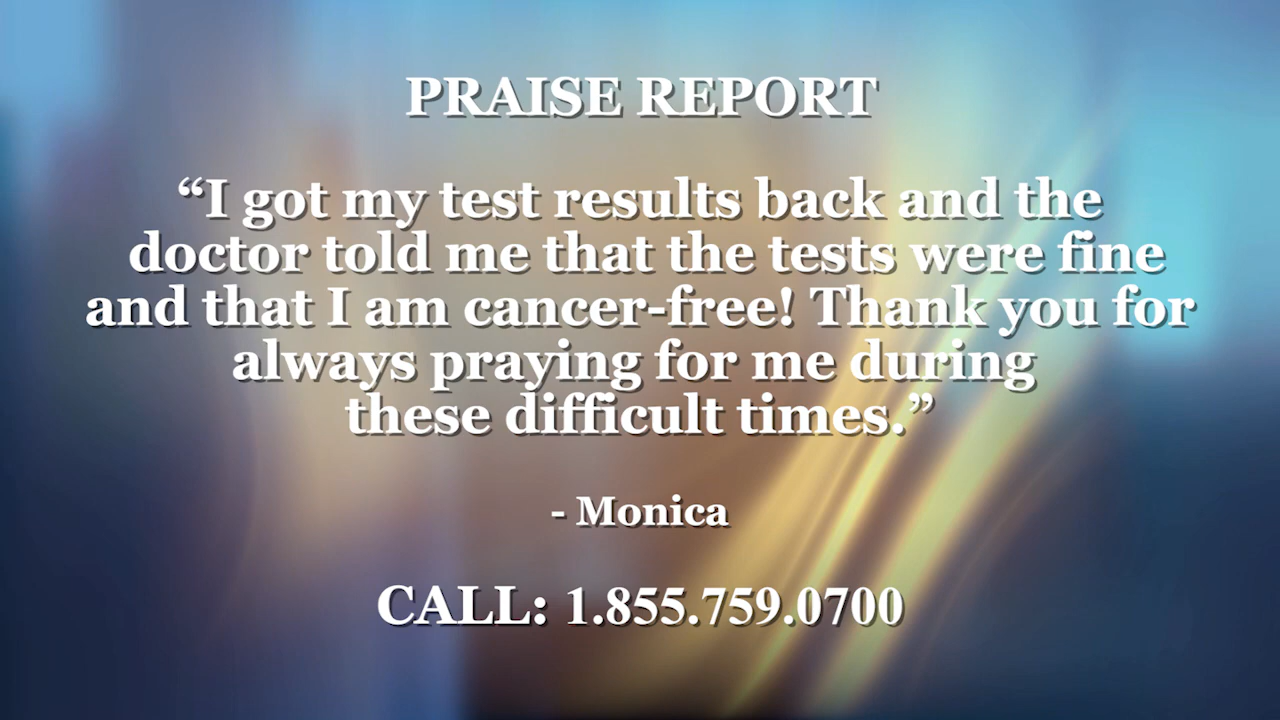 PRAISE REPORT
“I got my test results back and the
doctor told me that the tests were fine
and that I am cancer-free! Thank you for
always praying for me during
these difficult times.”
- Monica
CALL: 1.855.759.0700